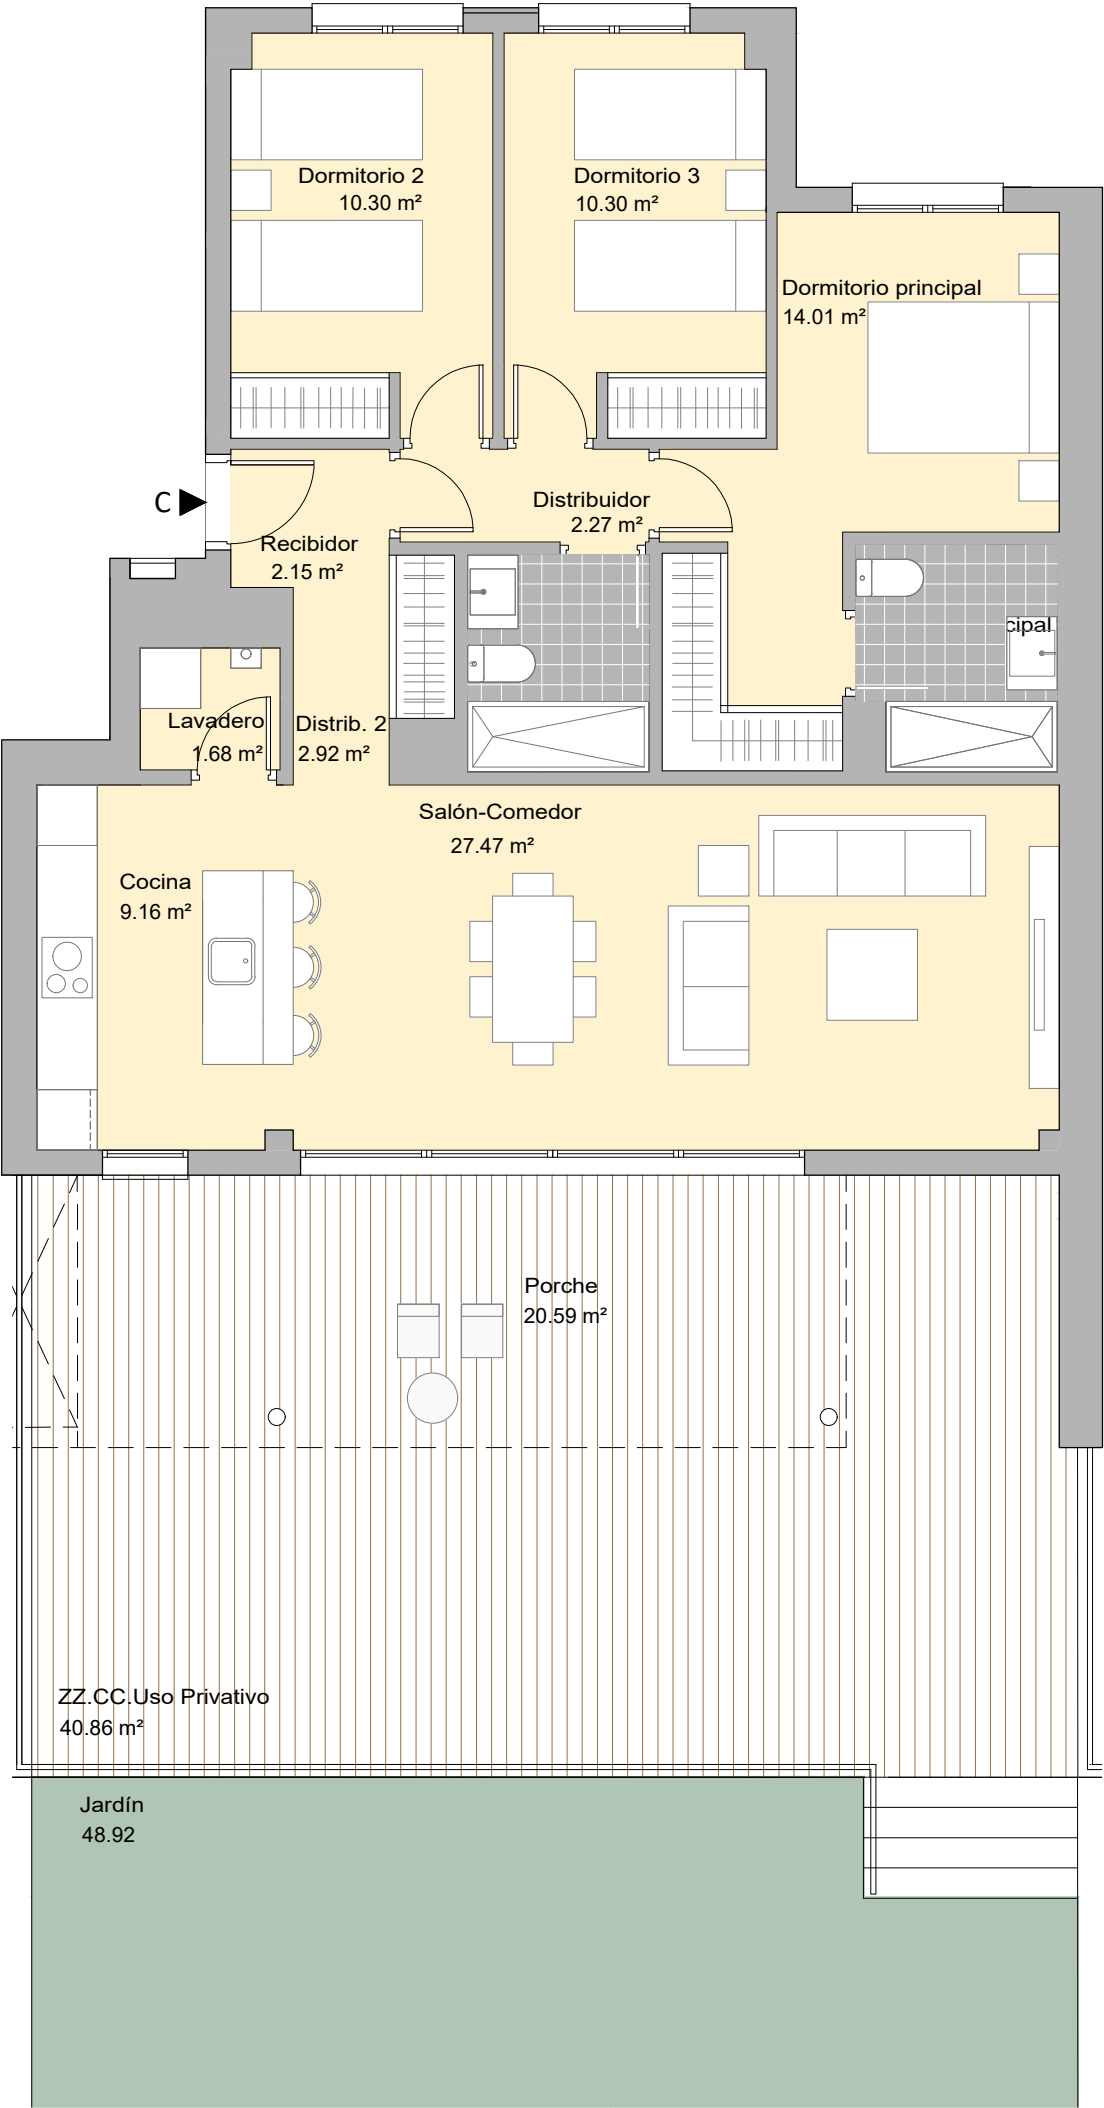 Dormitorio 2
10.30 m²
Dormitorio 3
10.30 m²
Dormitorio principal
14.01 m²
C
Distribuidor
2.27 m²
Recibidor
2.15 m²
cipal
Lavadero
1.68 m²
Distrib. 2
2.92 m²
Salón-Comedor
27.47 m²
Cocina
9.16 m²
Porche
20.59 m²
ZZ.CC.Uso Privativo
40.86 m²
Jardín
48.92